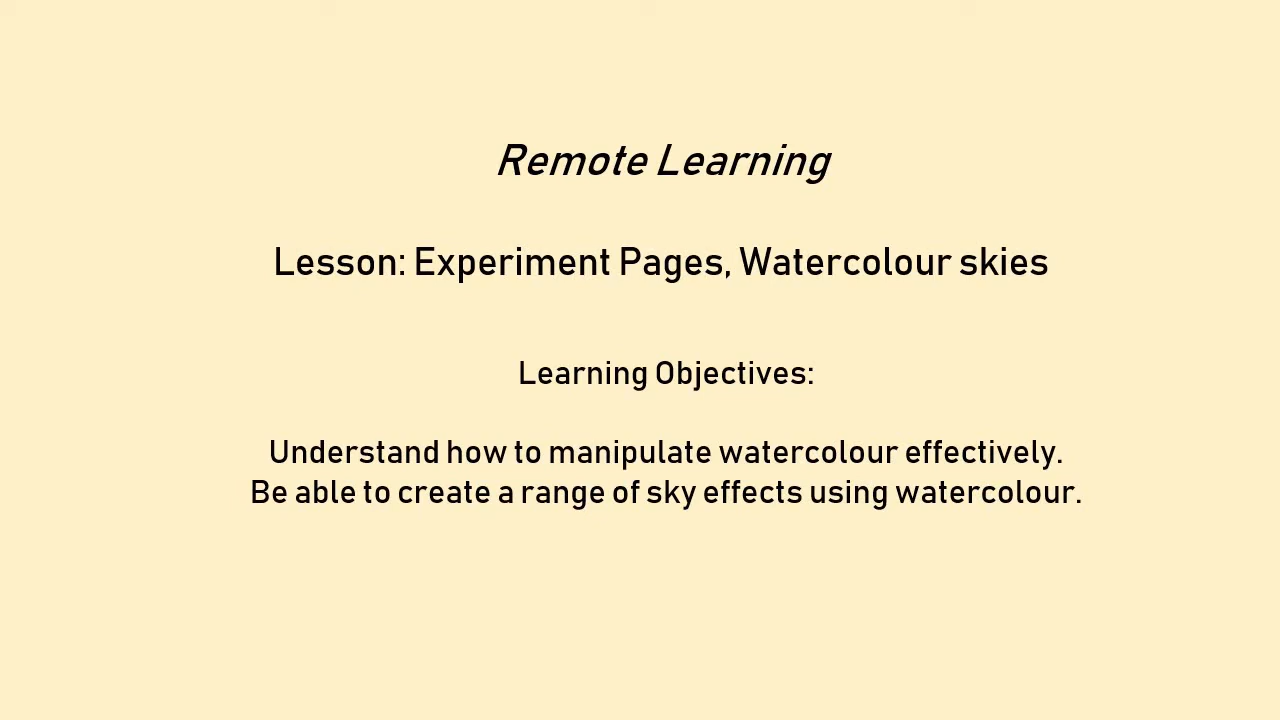 Remote Learning
Lesson: Experiment Pages, Watercolour skies
Learning Objectives:
Understand how to manipulate watercolour effectively.
Be able to create a range of sky effects using watercolour.